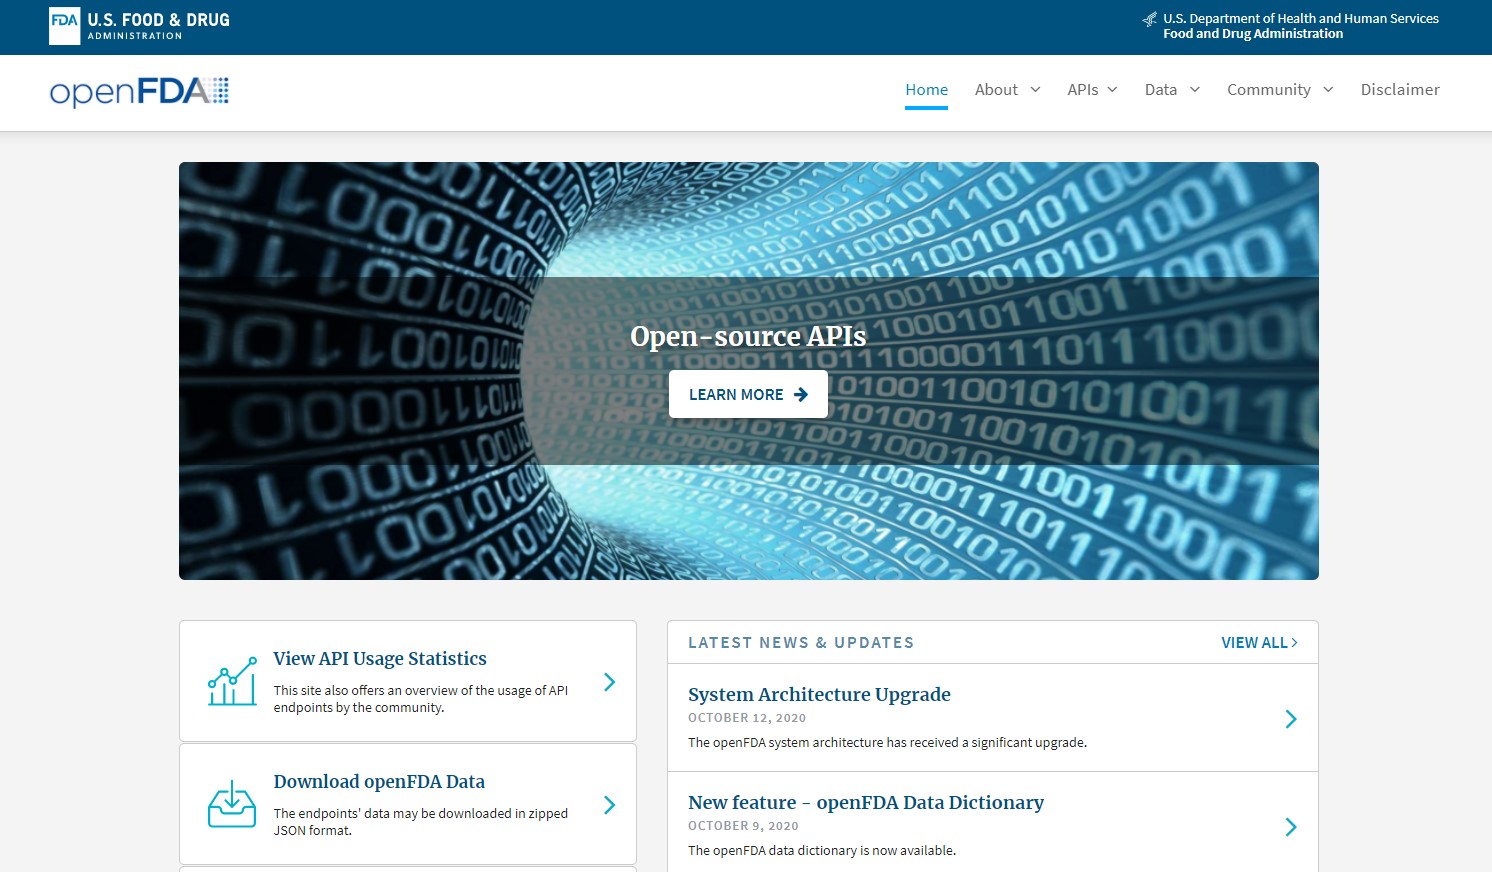 FDA U.S. FOOD & DRUG
ADMINISTRATION
U.S. Department of Health and Human Services
Food and Drug Administration
openFDA
Home About APIs Data Community Disclaimer
Open-source APIs
LEARN MORE
View API Usage Statistics
This site also offers an overview of the usage of API
endpoints by the community.
Download openFDA Data
The endpoints' data may be downloaded in zipped
JSON format.
LATEST NEWS & UPDATES
VIEW ALL
System Architecture Upgrade
OCTOBER 12, 2020
The openFDA system architecture has received a significant upgrade.
New feature - openFDA Data Dictionary
OCTOBER 9, 2020
The openFDA data dictionary is now available.